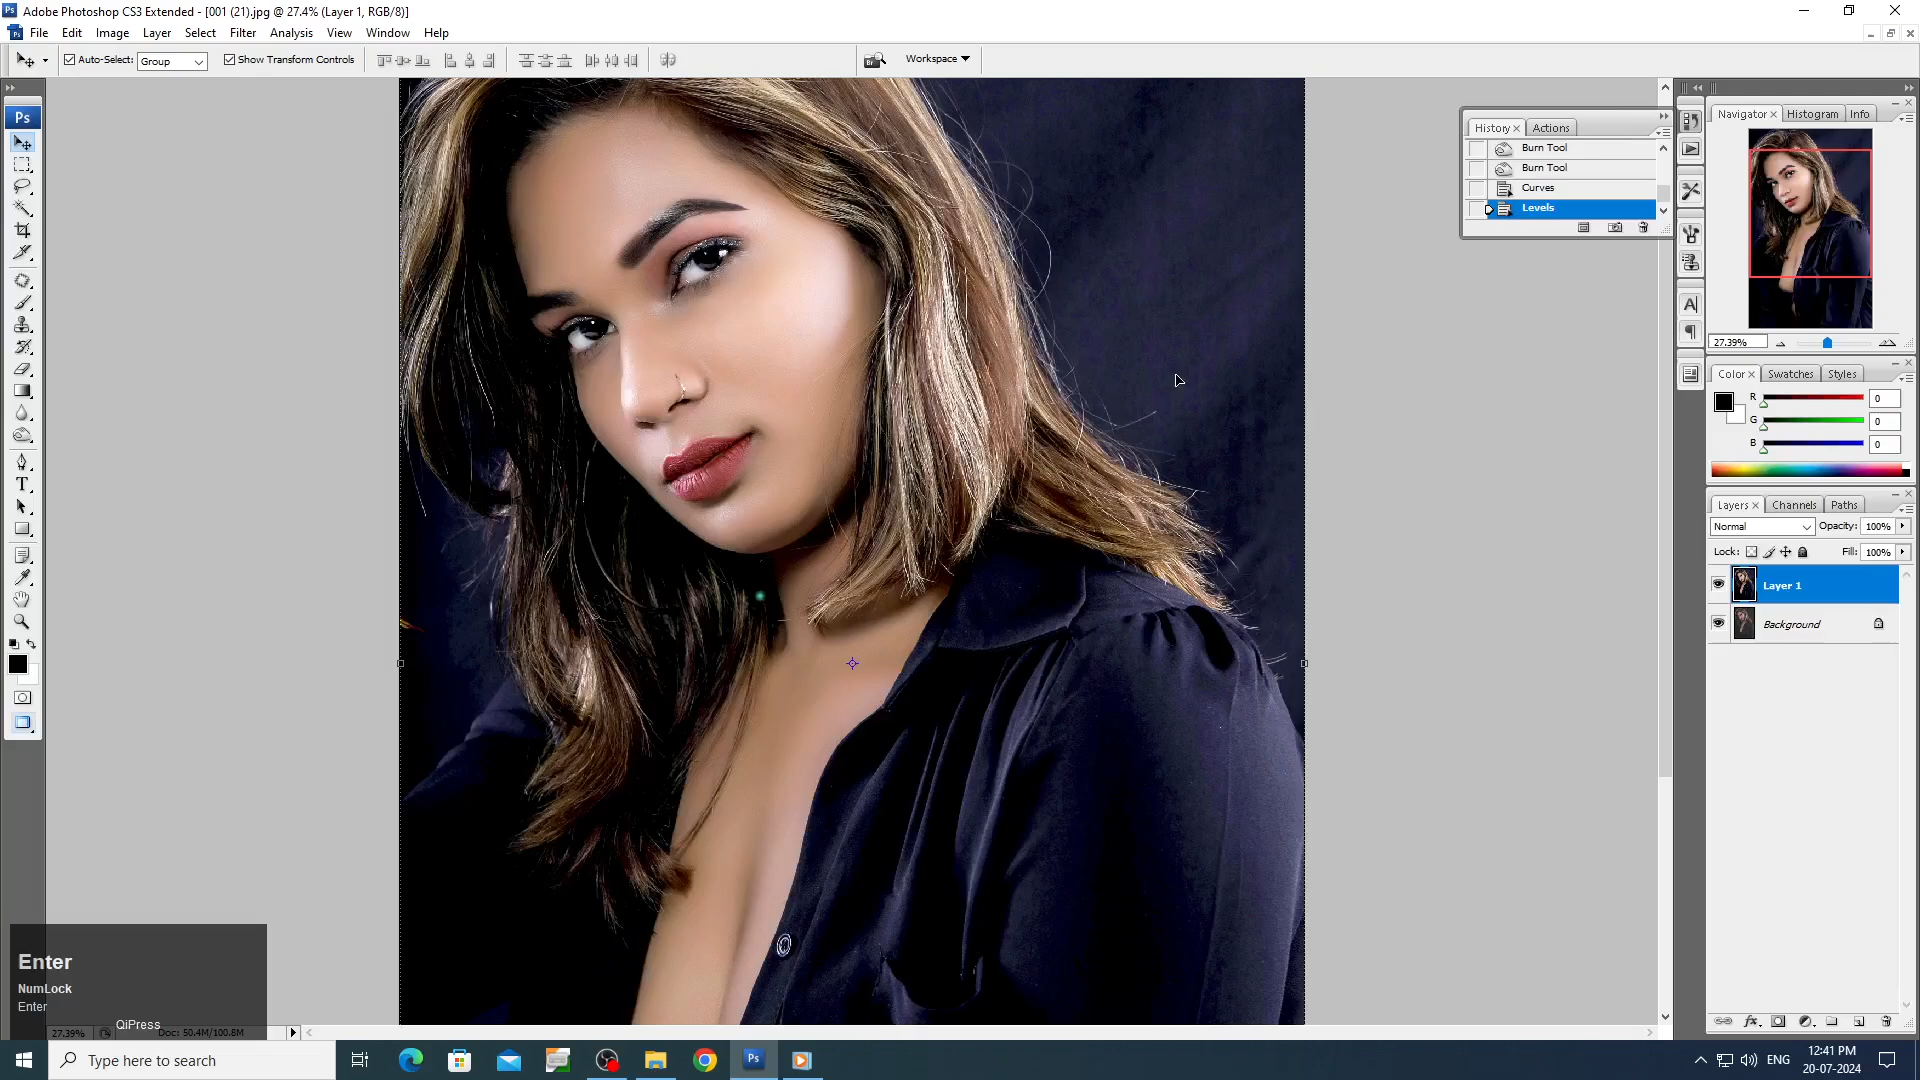 Adobe Photoshop CS3 Extended - [001 (21).jpg @ 27.4% (Layer 1, RGB/8)]
File Edit Image Layer Select Filter Analysis View Window Help
Auto-Select: Group Show Transform Controls Workspace
Ps
History Actions
Burn Tool
Burn Tool
Curves
Levels
Navigator Histogram Info
27.39%
Color Swatches Styles
R 0
G 0
B 0
Layers Channels Paths
Normal Opacity: 100%
Lock: Fill: 100%
Layer 1
Background
Enter
NumLock
Enter
QiPress
27.39% Doc: 50.4M/100.8M
Type here to search
Ps
ENG
12:41 PM
20-07-2024